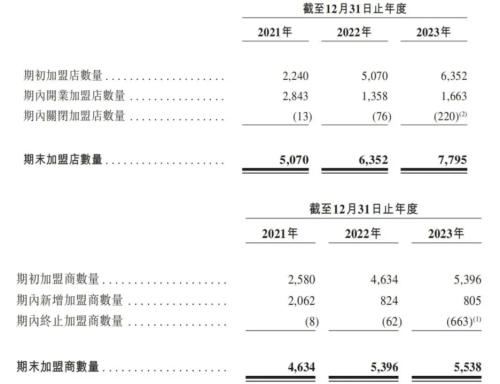 截至12月31日止年度
2021年 2022年 2023年
期初加盟店數量 2,240 5,070 6,352
期內開業加盟店數量 2,843 1,358 1,663
期內關閉加盟店數量 (13) (76) (220)(2)
期末加盟店數量 5,070 6,352 7,795
截至12月31日止年度
2021年 2022年 2023年
期初加盟商數量 2,580 4,634 5,396
期內新增加盟商數量 2,062 824 805
期內終止加盟商數量 (8) (62) (663)(1)
期末加盟商數量 4,634 5,396 5,538